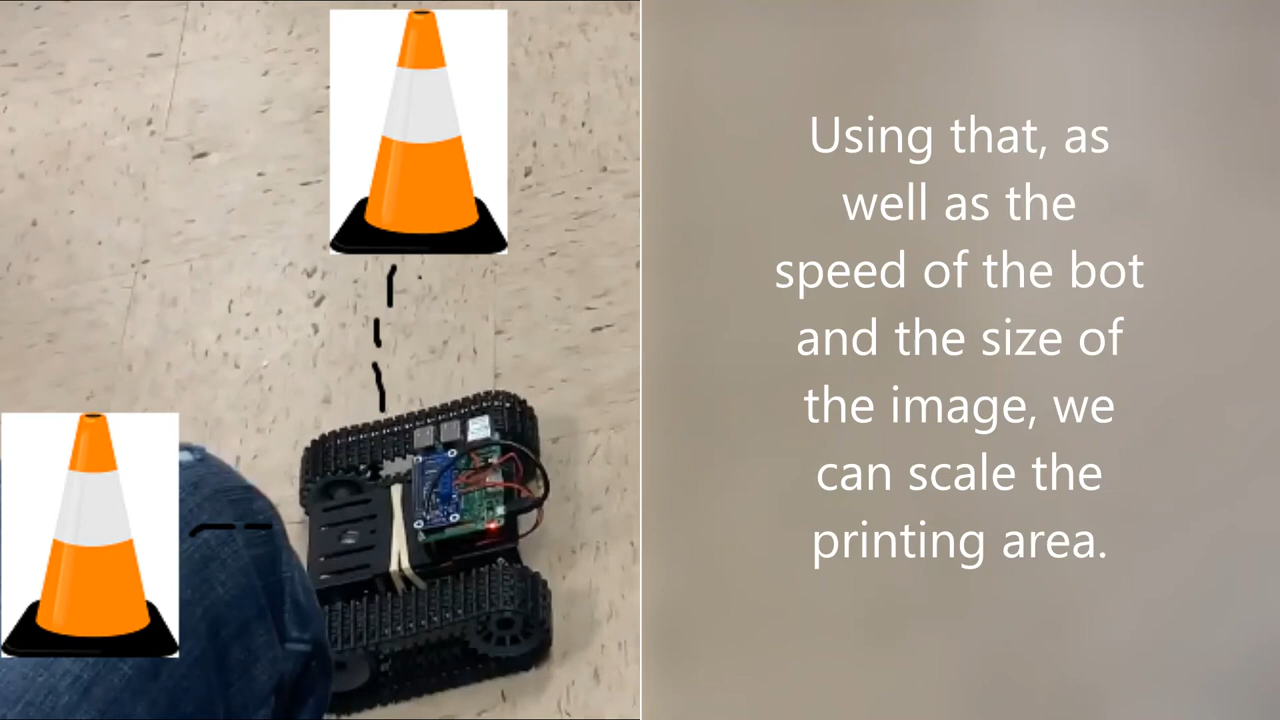 Using that, as
well as the
speed of the bot
and the size of
the image, we
can scale the
printing area.